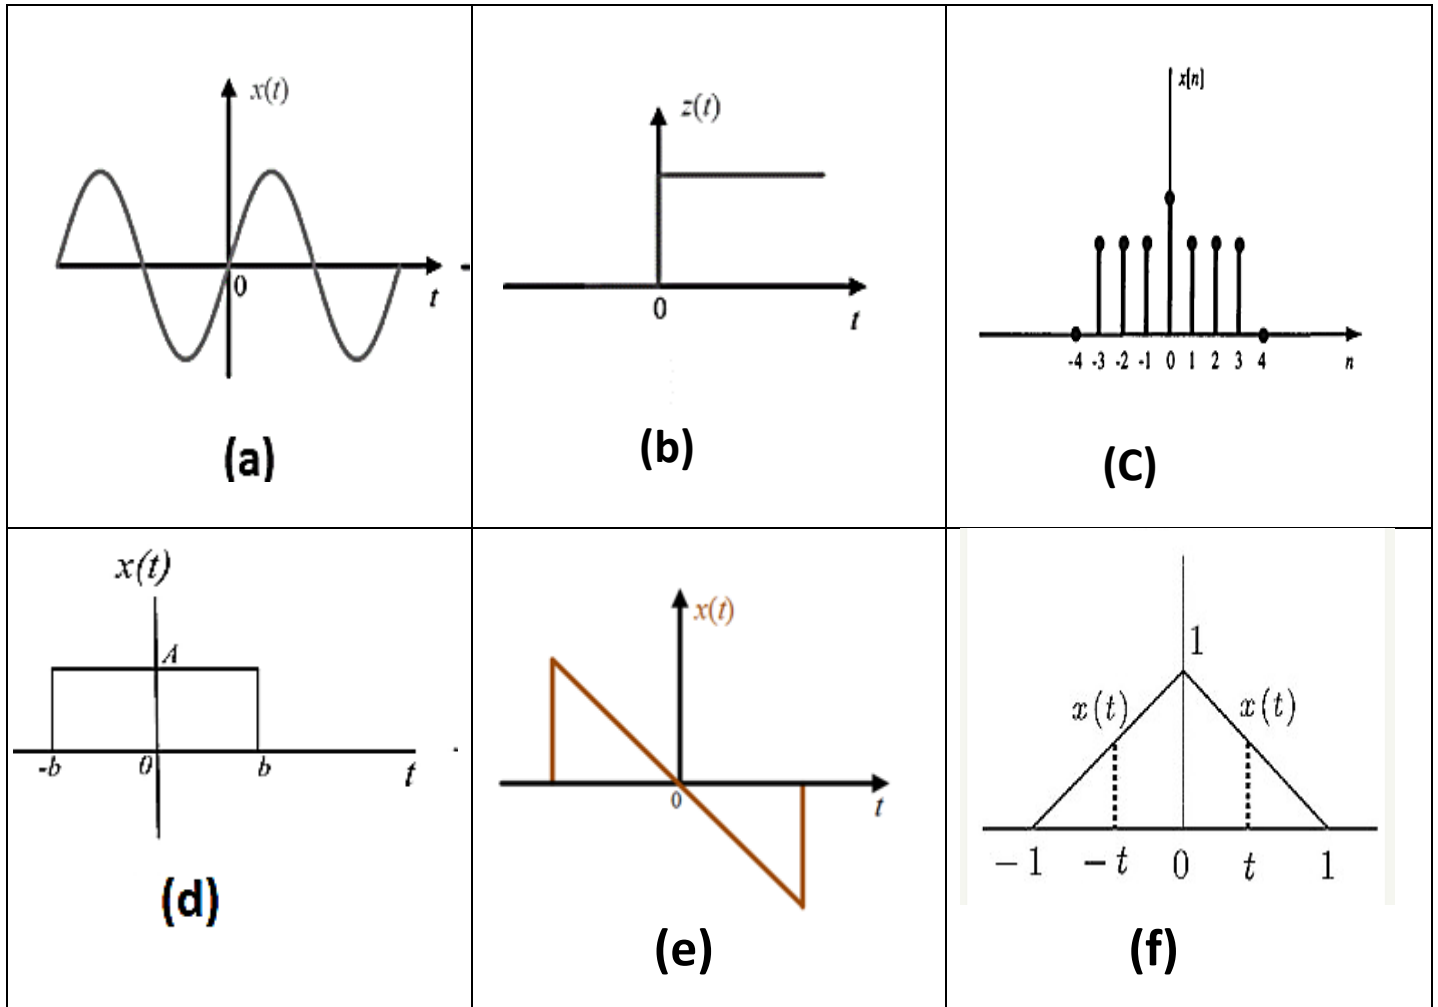 x(t)
0
t
(a)
z(t)
0
t
(b)
x[n]
-4 -3 -2 -1 0 1 2 3 4
n
(C)
x(t)
A
-b 0 b t
(d)
x(t)
0
t
(e)
1
x(t) x(t)
-1 -t 0 t 1
(f)